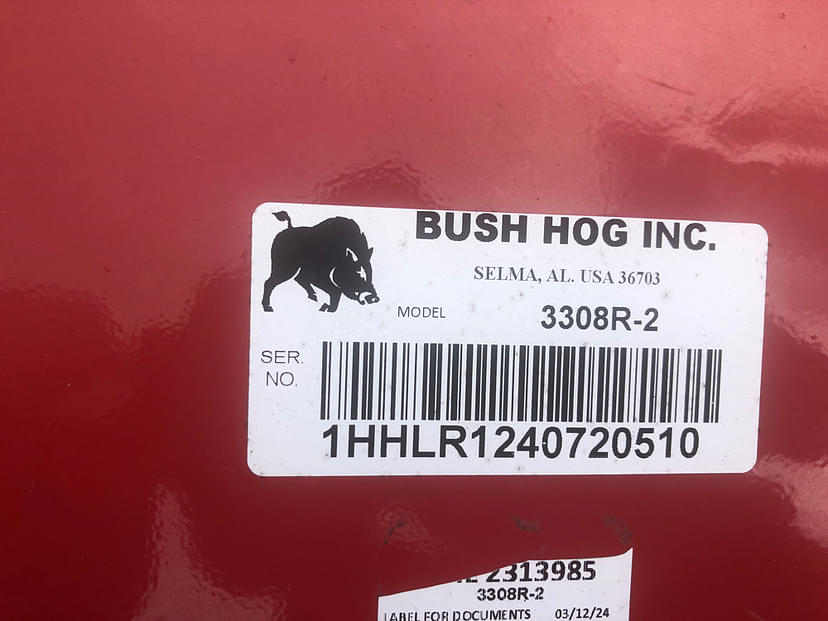 BUSH HOG INC.
SELMA, AL. USA 36703
MODEL 3308R-2
SER.
NO.
1HHLR1240720510
2313985
3308R-2
LABEL FOR DOCUMENTS 03/12/24